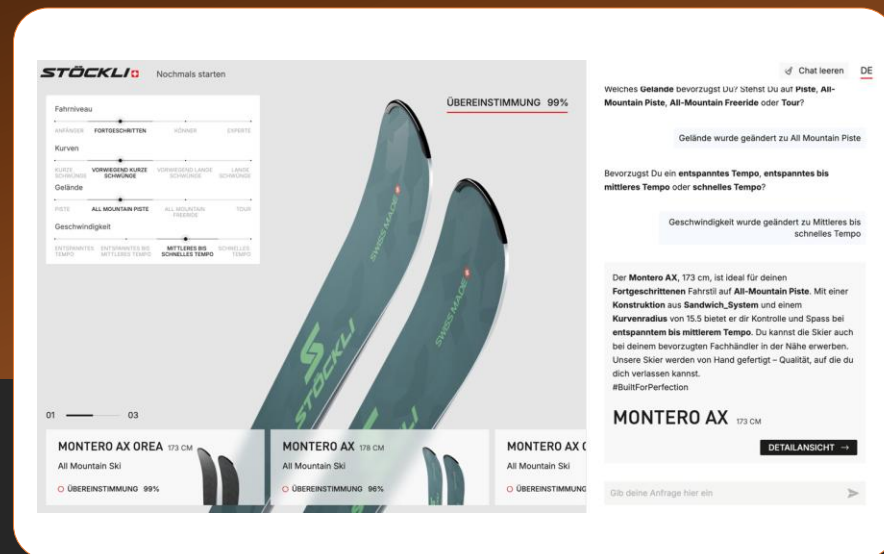 STÖCKLI
Nochmals starten
Fahrniveau
ANFÄNGER FORTGESCHRITTEN KÖNNER EXPERTE
Kurven
KURZE SCHWÜNGE
VORWIEGEND KURZE SCHWÜNGE
VORWIEGEND LANGE SCHWÜNGE
LANGE SCHWÜNGE
Gelände
PISTE
ALL MOUNTAIN PISTE
ALL MOUNTAIN FREERIDE
TOUR
Geschwindigkeit
ENTSPANNTES TEMPO
ENTSPANNTES BIS MITTLERES TEMPO
MITTLERES BIS SCHNELLES TEMPO
SCHNELLES TEMPO
ÜBEREINSTIMMUNG 99%
SWISS MADE
STÖCKLI
SWISS MADE
STÖCKLI
01 03
MONTERO AX OREA 173 CM
All Mountain Ski
ÜBEREINSTIMMUNG 99%
MONTERO AX 178 CM
All Mountain Ski
ÜBEREINSTIMMUNG 96%
MONTERO AX
All Mountain Ski
ÜBEREINSTIMMUNG
Chat leeren DE
Welches Gelände bevorzugst Du? Stehst Du auf Piste, All-
Mountain Piste, All-Mountain Freeride oder Tour?
Gelände wurde geändert zu All Mountain Piste
Bevorzugst Du ein entspanntes Tempo, entspanntes bis
mittleres Tempo oder schnelles Tempo?
Geschwindigkeit wurde geändert zu Mittleres bis
schnelles Tempo
Der Montero AX, 173 cm, ist ideal für deinen
Fortgeschrittenen Fahrstil auf All-Mountain Piste. Mit einer
Konstruktion aus Sandwich_System und einem
Kurvenradius von 15.5 bietet er dir Kontrolle und Spass bei
entspanntem bis mittlerem Tempo. Du kannst die Skier auch
bei deinem bevorzugten Fachhändler in der Nähe erwerben.
Unsere Skier werden von Hand gefertigt – Qualität, auf die du
dich verlassen kannst.
#BuiltForPerfection
MONTERO AX 173 CM
DETAILANSICHT →
Gib deine Anfrage hier ein